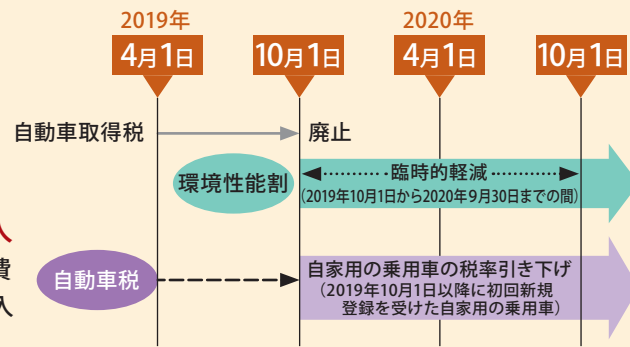 2019年
2020年
4月1日
10月1日
4月1日
10月1日
自動車取得税
廃止
環境性能割
臨時的軽減
(2019年10月1日から2020年9月30日までの間)
人
費
入
自動車税
自家用の乗用車の税率引き下げ
(2019年10月1日以降に初回新規
登録を受けた自家用の乗用車)